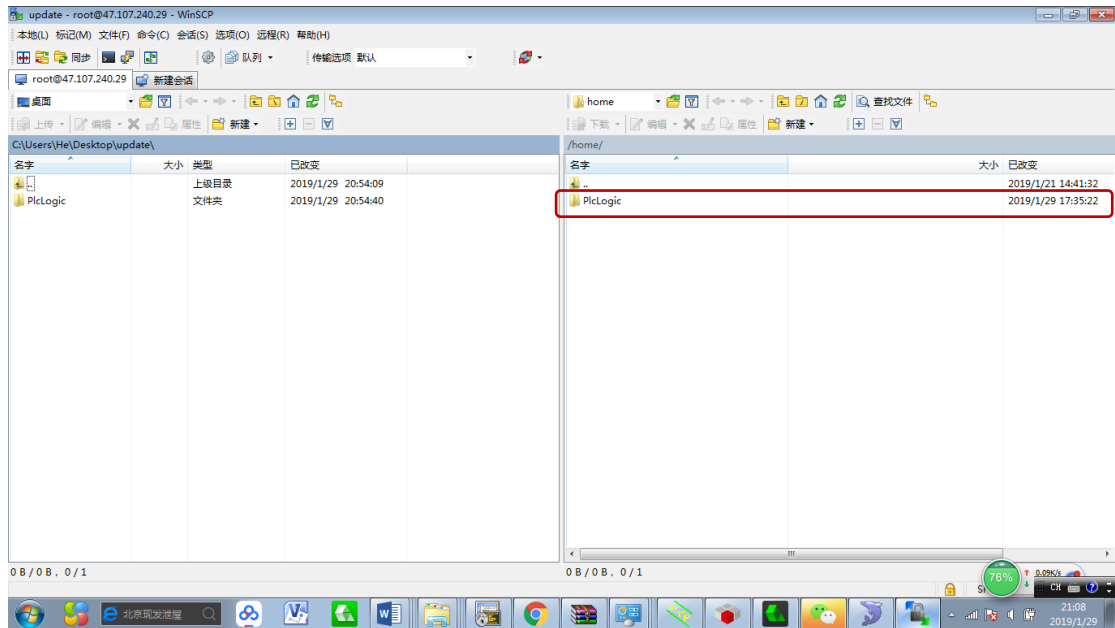 update - root@47.107.240.29 - WinSCP
本地(L) 标记(M) 文件(F) 命令(C) 会话(S) 选项(O) 远程(R) 帮助(H)
同步 队列 传输选项 默认
root@47.107.240.29 新建会话
桌面 home 查找文件
上传 编辑 属性 新建 下载 编辑 属性 新建
C:\Users\He\Desktop\update\ /home/
名字 大小 类型 已改变 名字 大小 已改变
.. 上级目录 2019/1/29 20:54:09 .. 2019/1/21 14:41:32
PlcLogic 文件夹 2019/1/29 20:54:40 PlcLogic 2019/1/29 17:35:22
0 B / 0 B, 0 / 1 0 B / 0 B, 0 / 1
76% 0.09K/s
CH
北京现发泄屋 21:08
2019/1/29